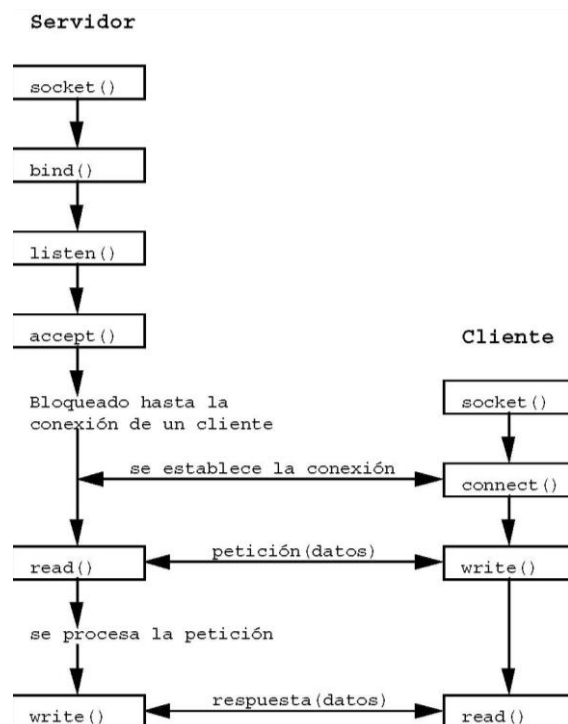 Servidor
socket()
bind()
listen()
accept()
Cliente
Bloqueado hasta la
conexión de un cliente
socket()
se establece la conexión
connect()
read()
petición(datos)
write()
se procesa la petición
write()
respuesta(datos)
read()